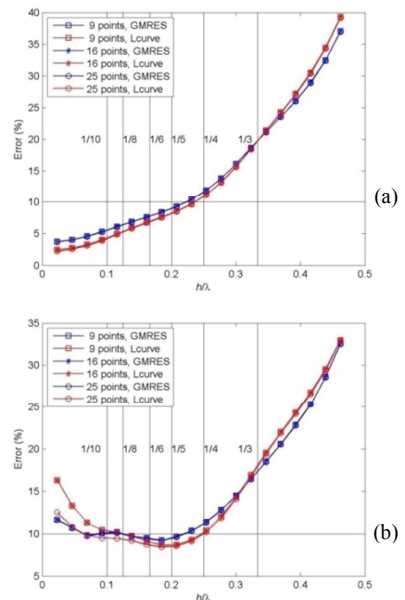 40
35
30
25
20
15
10
5
0
Error (%)
9 points, GMRES
9 points, Lcurve
16 points, GMRES
16 points, Lcurve
25 points, GMRES
25 points, Lcurve
1/10 1/8 1/6 1/5 1/4 1/3
0 0.1 0.2 0.3 0.4 0.5
h/λ
(a)
35
30
25
20
15
10
5
Error (%)
9 points, GMRES
9 points, Lcurve
16 points, GMRES
16 points, Lcurve
25 points, GMRES
25 points, Lcurve
1/10 1/8 1/6 1/5 1/4 1/3
0 0.1 0.2 0.3 0.4 0.5
h/λ
(b)